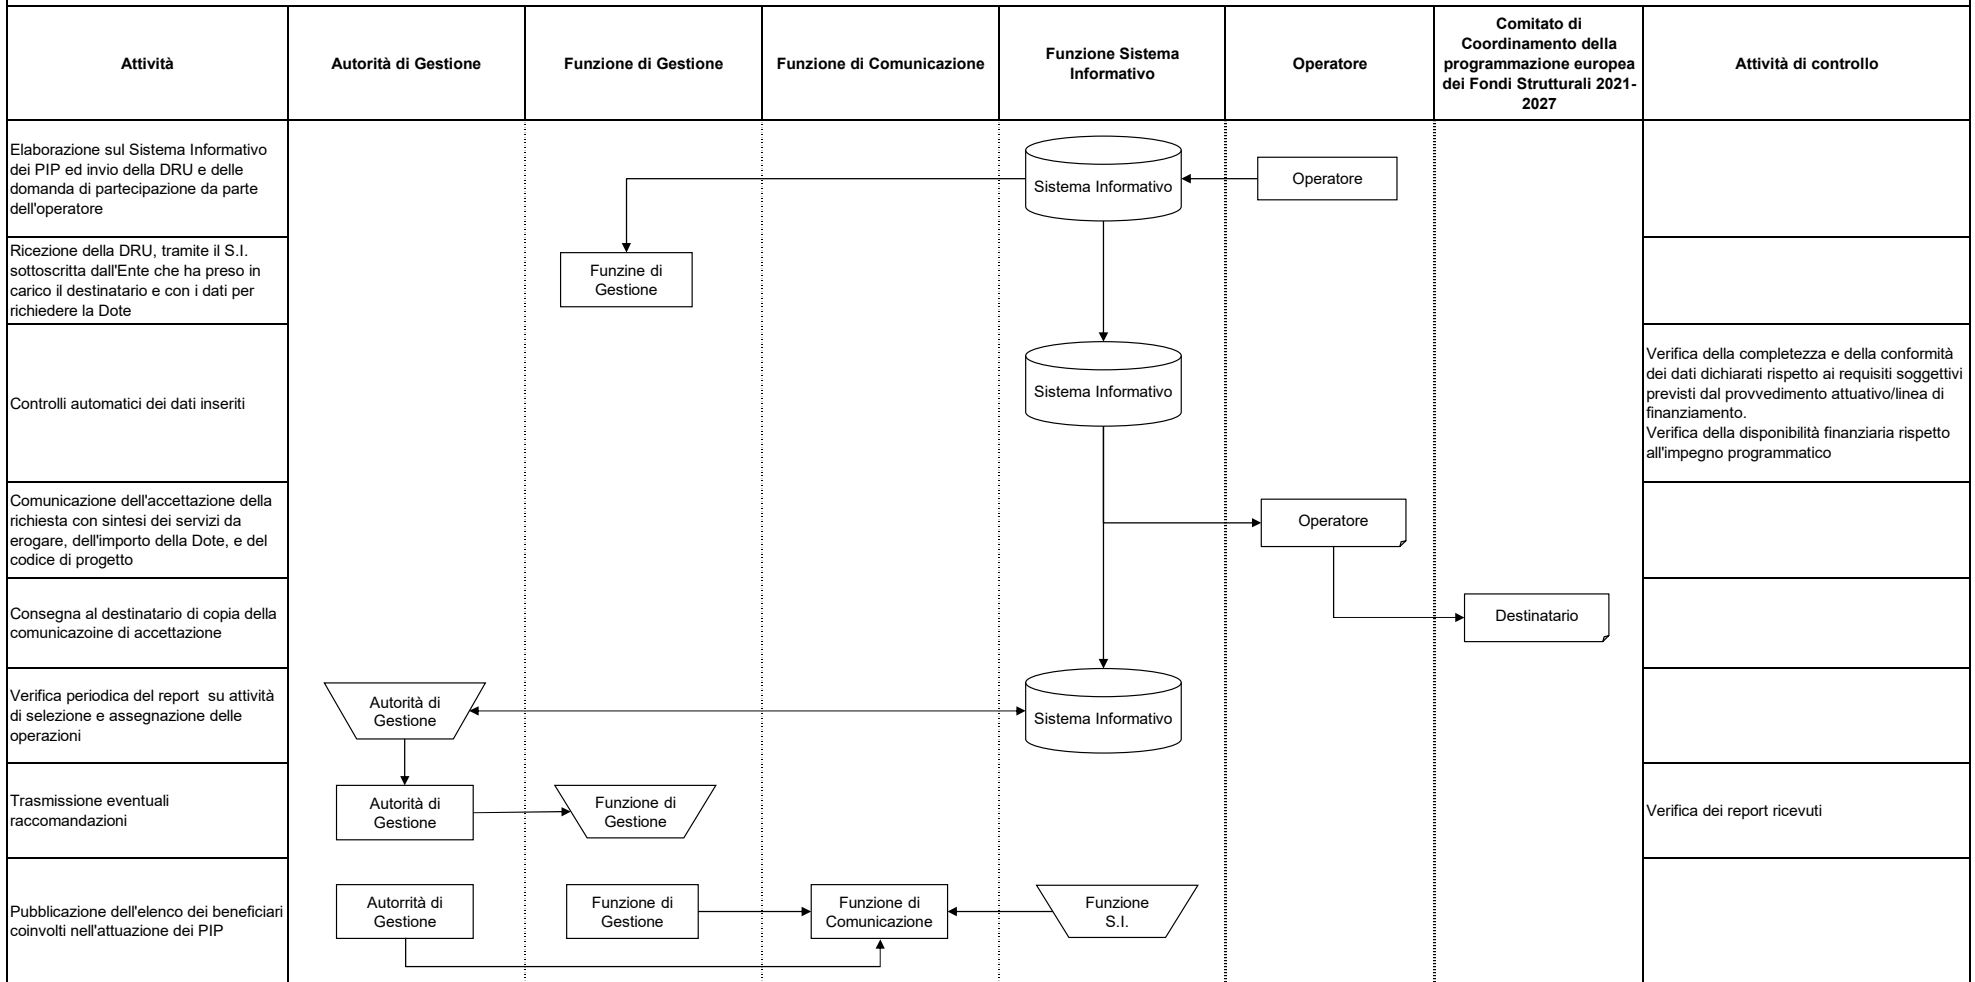 Attività
Autorità di Gestione
Funzione di Gestione
Funzione di Comunicazione
Funzione Sistema
Informativo
Operatore
Comitato di
Coordinamento della
programmazione europea
dei Fondi Strutturali 2021-
2027
Attività di controllo
Elaborazione sul Sistema Informativo
dei PIP ed invio della DRU e delle
domanda di partecipazione da parte
dell'operatore
Sistema Informativo
Operatore
Ricezione della DRU, tramite il S.I.
sottoscritta dall'Ente che ha preso in
carico il destinatario e con i dati per
richiedere la Dote
Funzine di
Gestione
Controlli automatici dei dati inseriti
Sistema Informativo
Verifica della completezza e della conformità
dei dati dichiarati rispetto ai requisiti soggettivi
previsti dal provvedimento attuativo/linea di
finanziamento.
Verifica della disponibilità finanziaria rispetto
all'impegno programmatico
Comunicazione dell'accettazione della
richiesta con sintesi dei servizi da
erogare, dell'importo della Dote, e del
codice di progetto
Operatore
Consegna al destinatario di copia della
comunicazoine di accettazione
Destinatario
Verifica periodica del report  su attività
di selezione e assegnazione delle
operazioni
Autorità di
Gestione
Sistema Informativo
Trasmissione eventuali
raccomandazioni
Autorità di
Gestione
Funzione di
Gestione
Verifica dei report ricevuti
Pubblicazione dell'elenco dei beneficiari
coinvolti nell'attuazione dei PIP
Autorrità di
Gestione
Funzione di
Gestione
Funzione di
Comunicazione
Funzione
S.I.